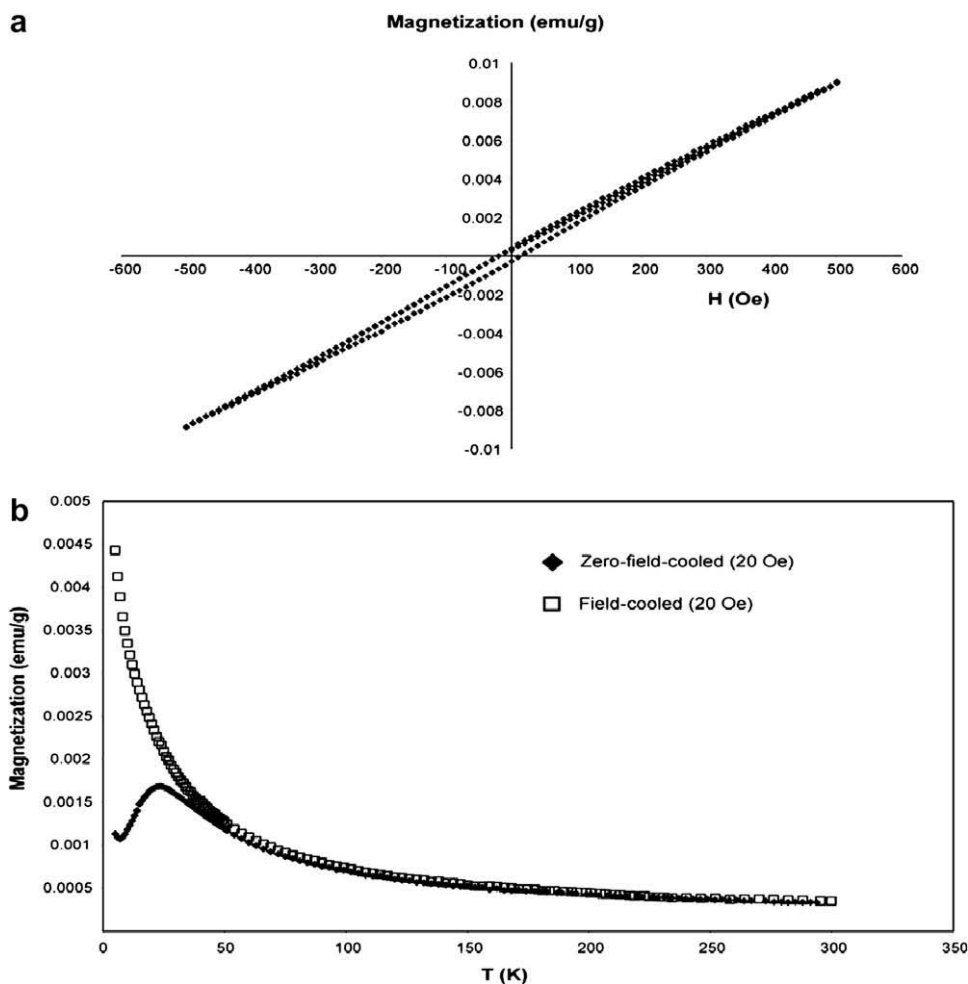 a
Magnetization (emu/g)
0.01
0.008
0.006
0.004
0.002
-600 -500 -400 -300 -200 -100 0 100 200 300 400 500 600
H (Oe)
-0.002
-0.004
-0.006
-0.008
-0.01
b
Magnetization (emu/g)
0.005
0.0045
0.004
0.0035
0.003
0.0025
0.002
0.0015
0.001
0.0005
Zero-field-cooled (20 Oe)
Field-cooled (20 Oe)
0 50 100 150 200 250 300 350
T (K)